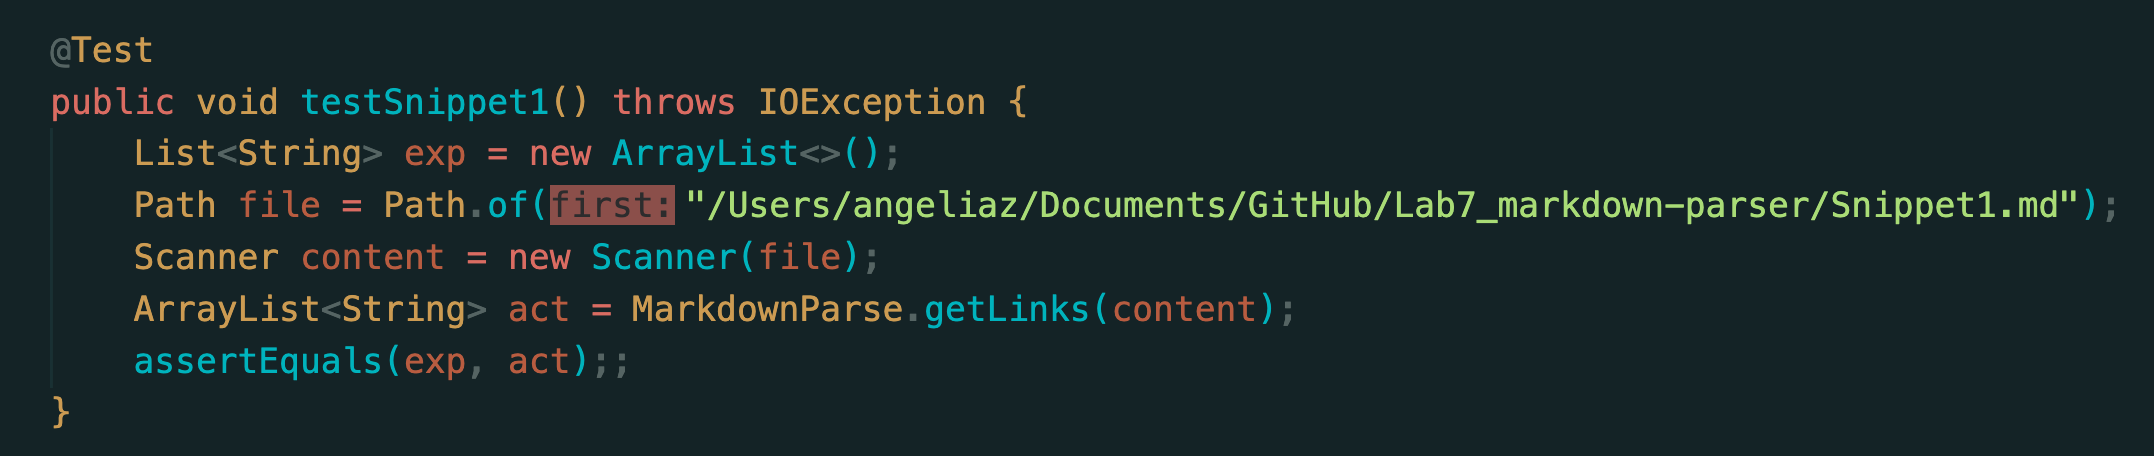 @Test
public void testSnippet1() throws IOException {
    List<String> exp = new ArrayList<>();
    Path file = Path.of(first: "/Users/angeliaz/Documents/GitHub/Lab7_markdown-parser/Snippet1.md");
    Scanner content = new Scanner(file);
    ArrayList<String> act = MarkdownParse.getLinks(content);
    assertEquals(exp, act);;
}